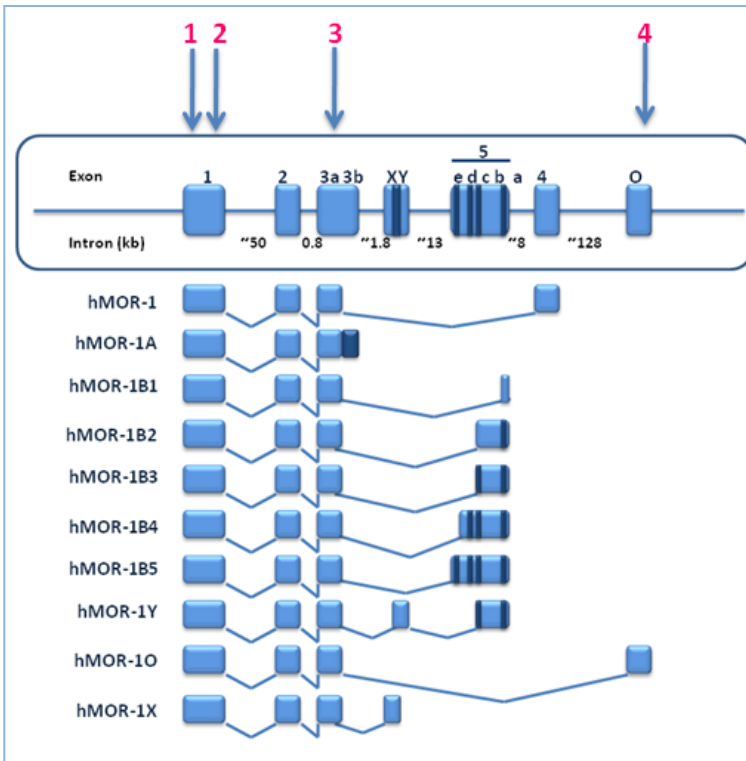 1 2 3 4
5
Exon 1 2 3a 3b X Y e d c b a 4 O
Intron (kb) ~50 0.8 ~1.8 ~13 ~8 ~128
hMOR-1
hMOR-1A
hMOR-1B1
hMOR-1B2
hMOR-1B3
hMOR-1B4
hMOR-1B5
hMOR-1Y
hMOR-1O
hMOR-1X